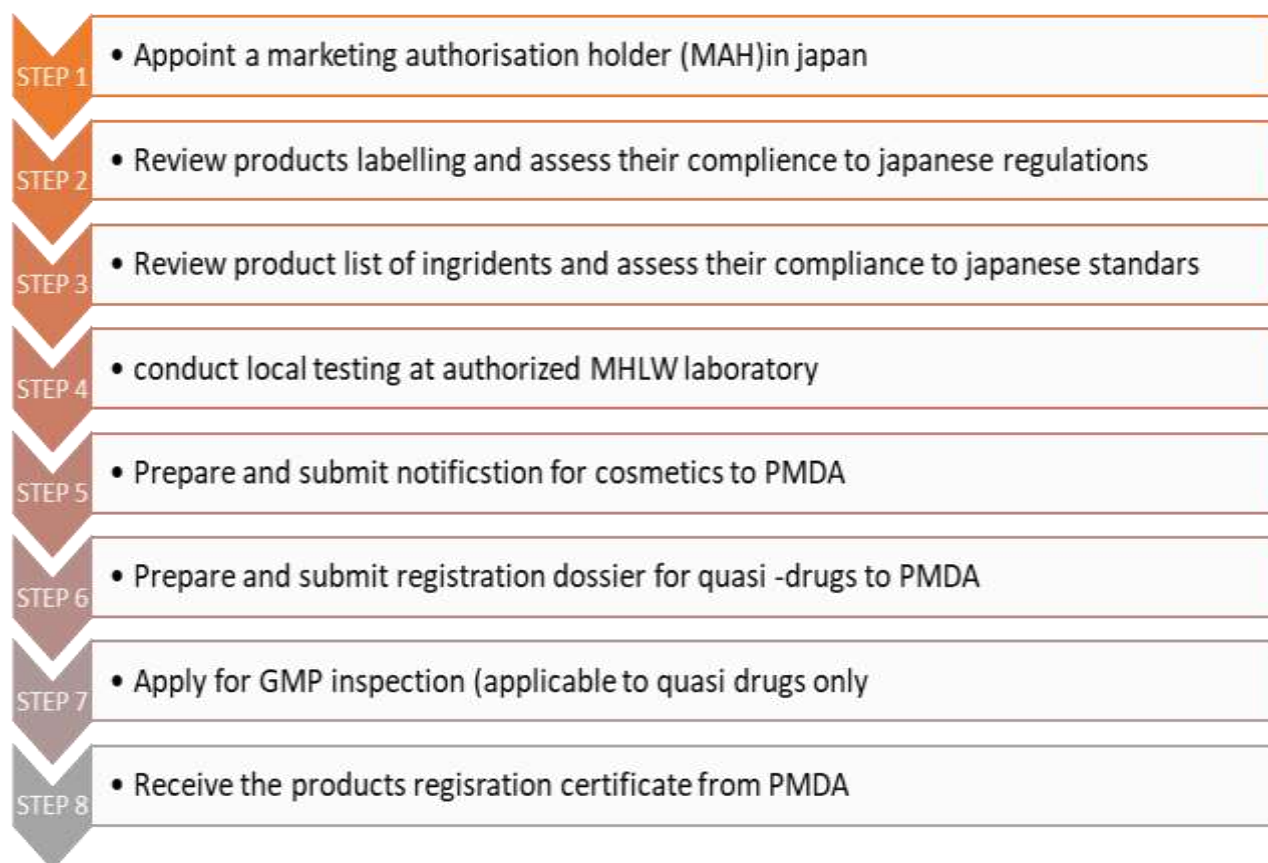 STEP 1
• Appoint a marketing authorisation holder (MAH)in japan
STEP 2
• Review products labelling and assess their complience to japanese regulations
STEP 3
• Review product list of ingridents and assess their compliance to japanese standars
STEP 4
• conduct local testing at authorized MHLW laboratory
STEP 5
• Prepare and submit notificstion for cosmetics to PMDA
STEP 6
• Prepare and submit registration dossier for quasi -drugs to PMDA
STEP 7
• Apply for GMP inspection (applicable to quasi drugs only
STEP 8
• Receive the products regisration certificate from PMDA